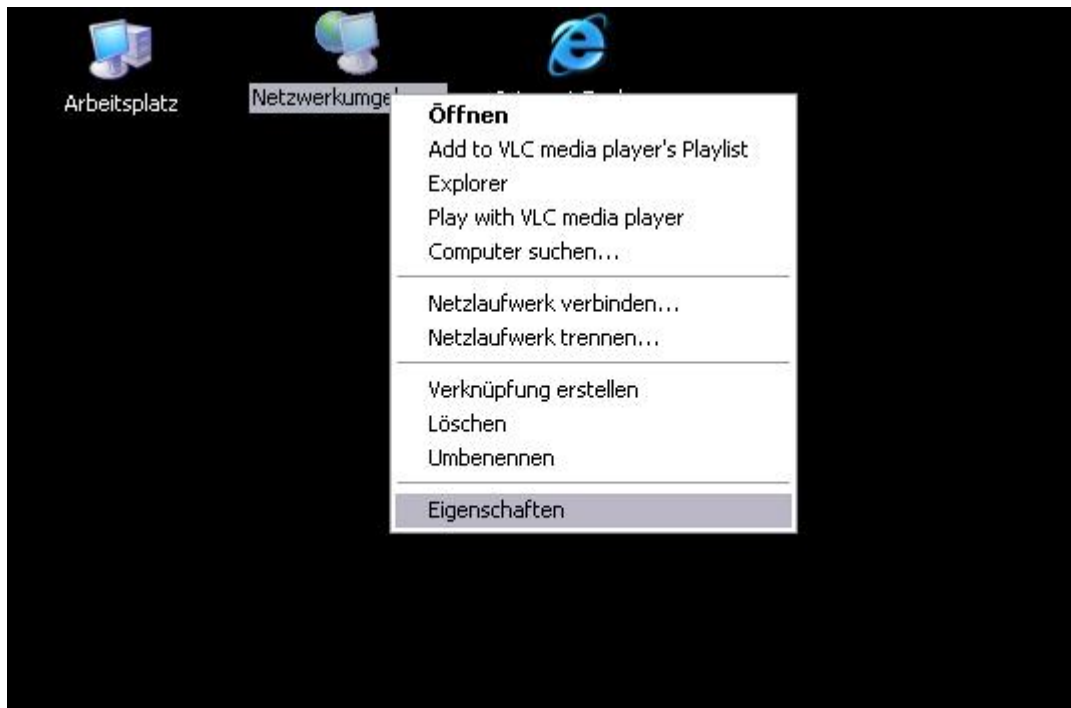 Arbeitsplatz
Öffnen
Add to VLC media player's Playlist
Explorer
Play with VLC media player
Computer suchen...
Netzlaufwerk verbinden...
Netzlaufwerk trennen...
Verknüpfung erstellen
Löschen
Umbenennen
Eigenschaften